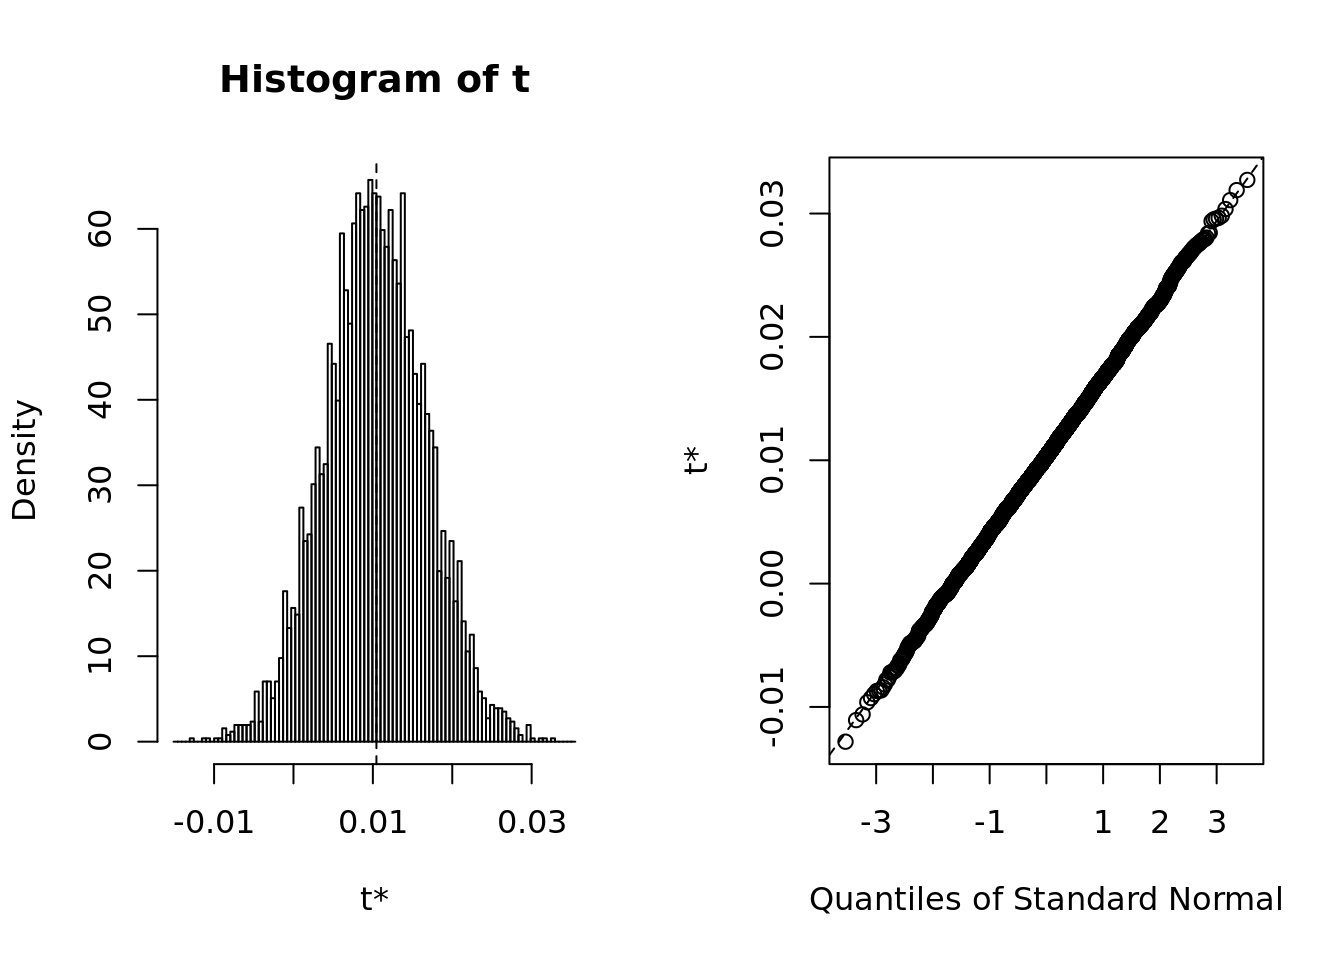 Histogram of t
Density
0 10 20 30 40 50 60
-0.01 0.01 0.03
t*
t*
-0.01 0.00 0.01 0.02 0.03
-3 -1 1 2 3
Quantiles of Standard Normal